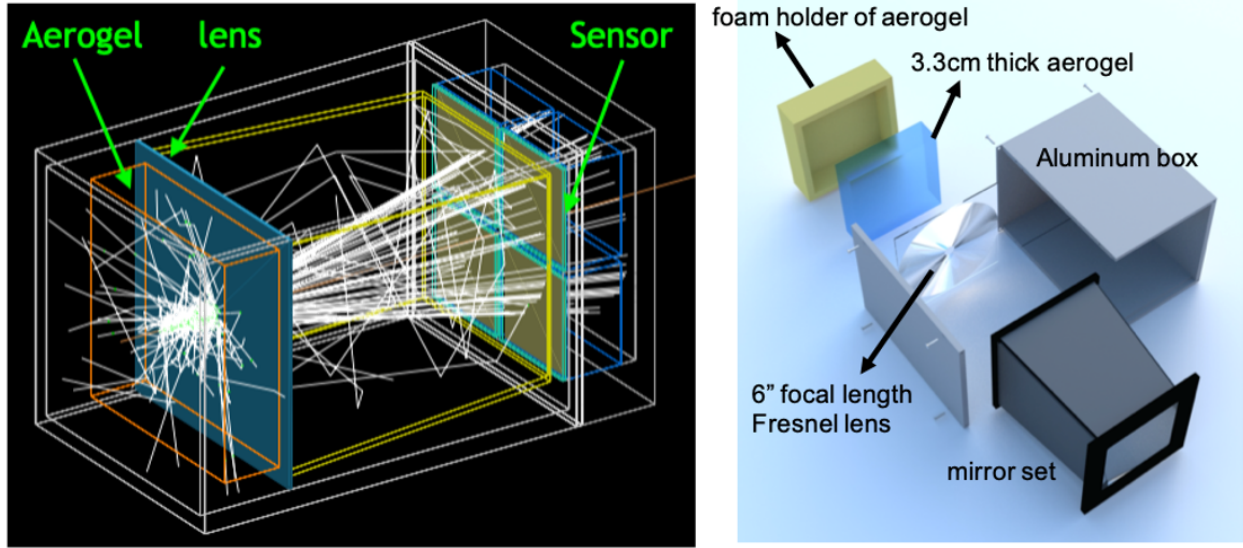 Aerogel lens Sensor
foam holder of aerogel
3.3cm thick aerogel
Aluminum box
6” focal length
Fresnel lens
mirror set